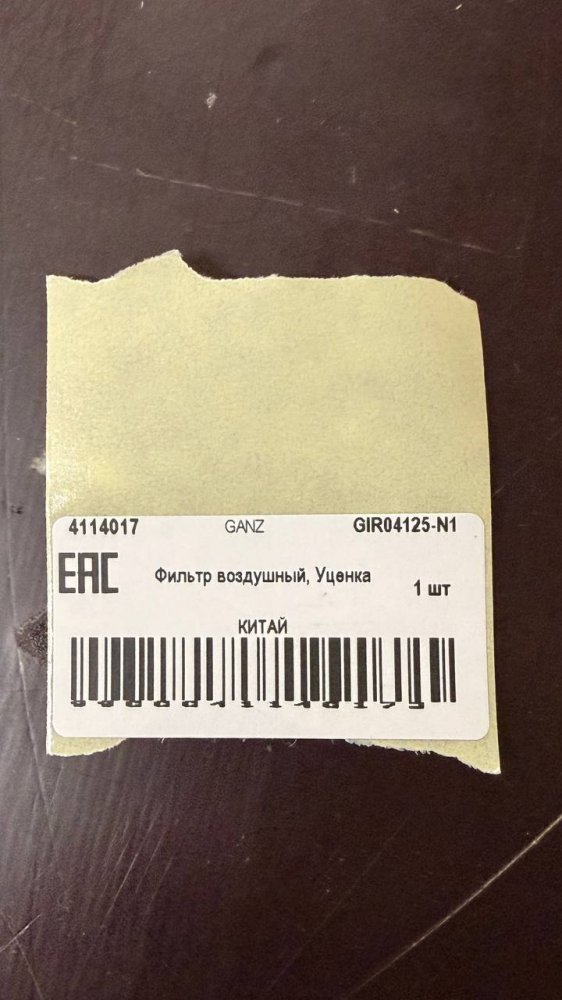 4114017 GANZ GIR04125-N1
EAC Фильтр воздушный, Уценка 1 шт
КИТАЙ